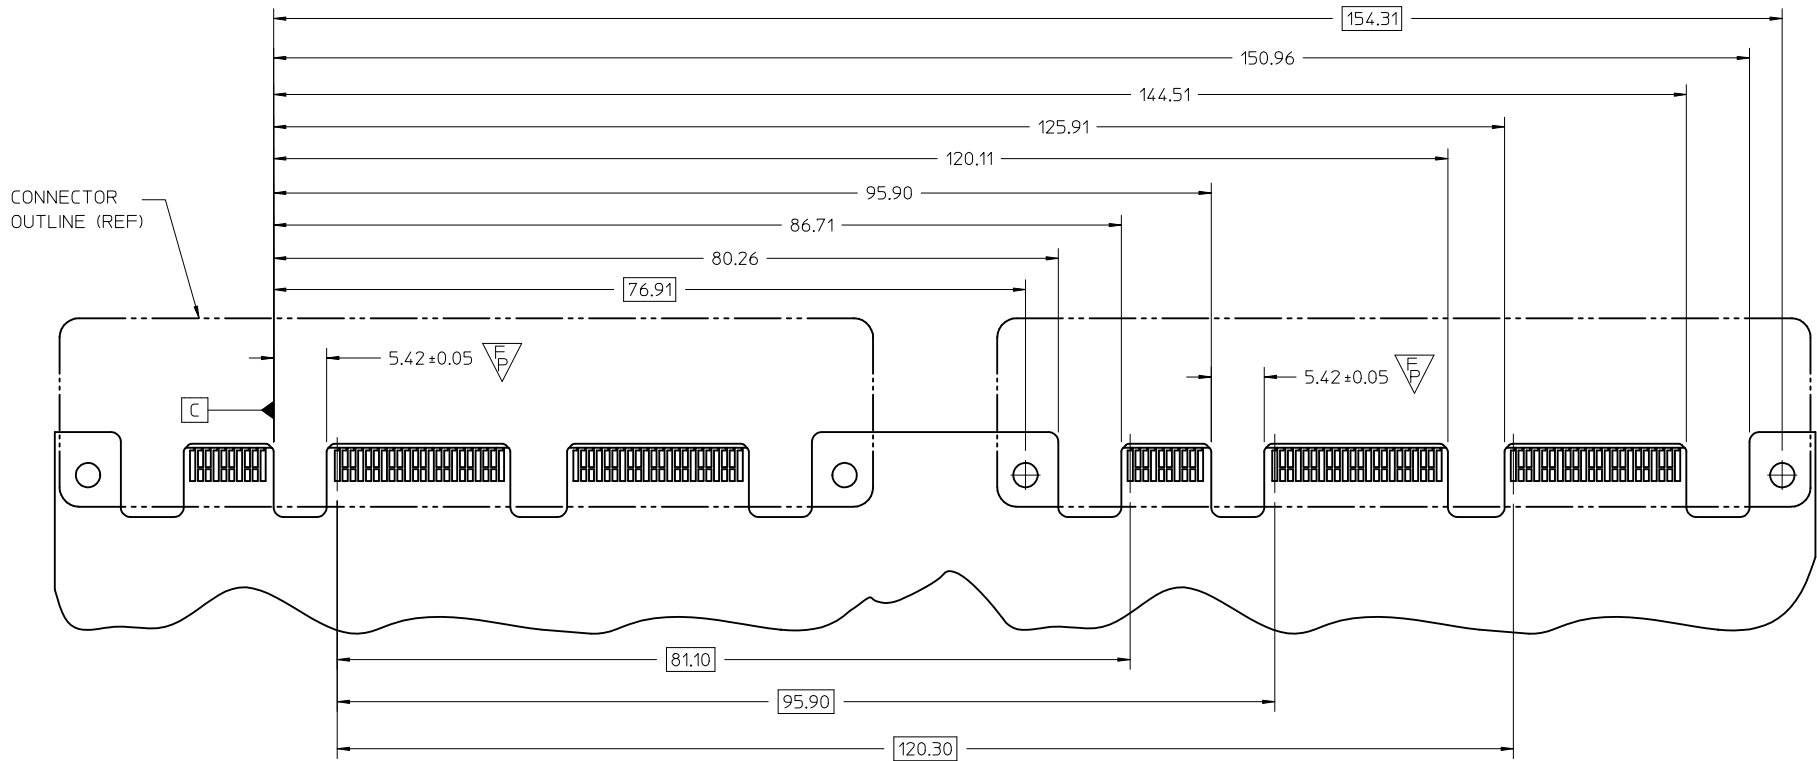 154.31
150.96
144.51
125.91
120.11
CONNECTOR
OUTLINE (REF)
95.90
86.71
80.26
76.91
5.42±0.05
F
P
5.42±0.05
F
P
C
81.10
95.90
120.30